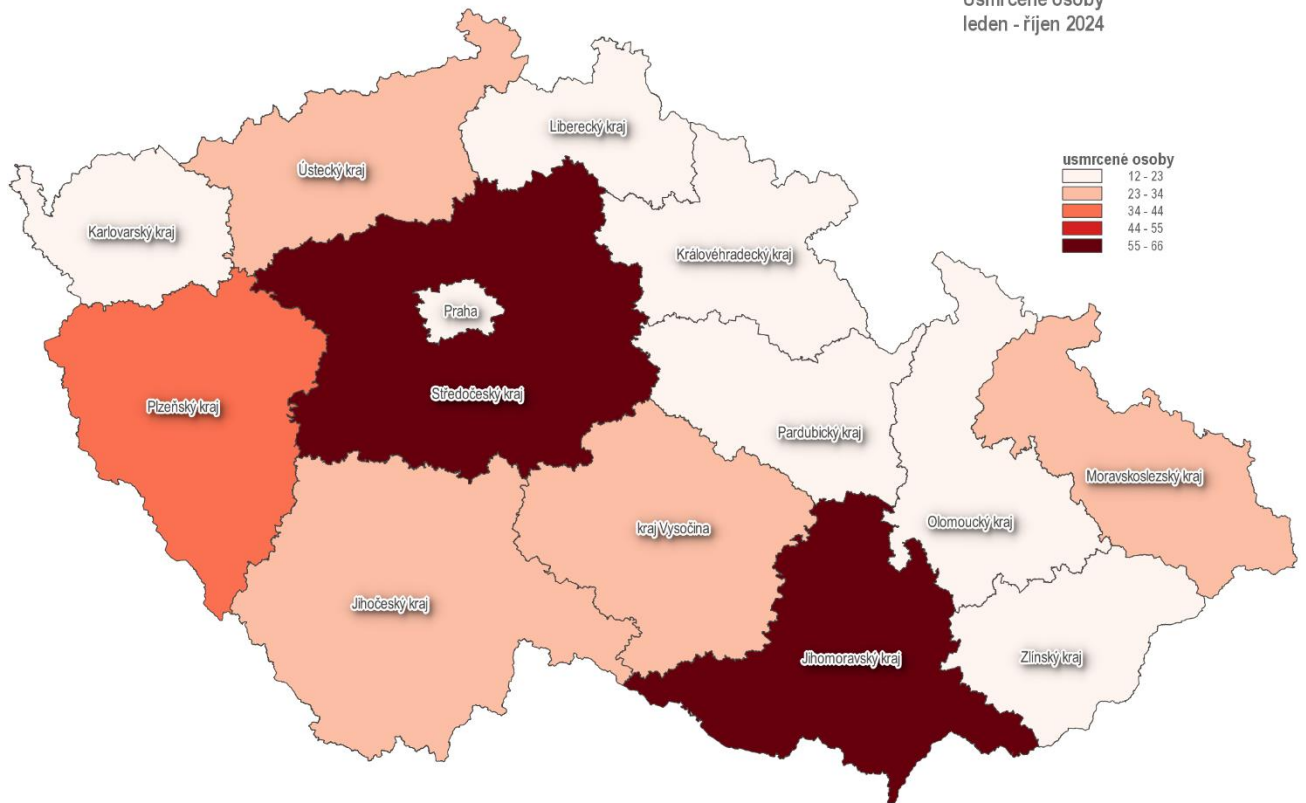 Usmrcené osoby
leden - říjen 2024
Liberecký kraj
Ústecký kraj
usmrcené osoby
12 - 23
23 - 34
34 - 44
44 - 55
55 - 66
Karlovarský kraj
Královéhradecký kraj
Praha
Středočeský kraj
Plzeňský kraj
Pardubický kraj
Moravskoslezský kraj
kraj Vysočina
Olomoucký kraj
Jihočeský kraj
Jihomoravský kraj
Zlínský kraj